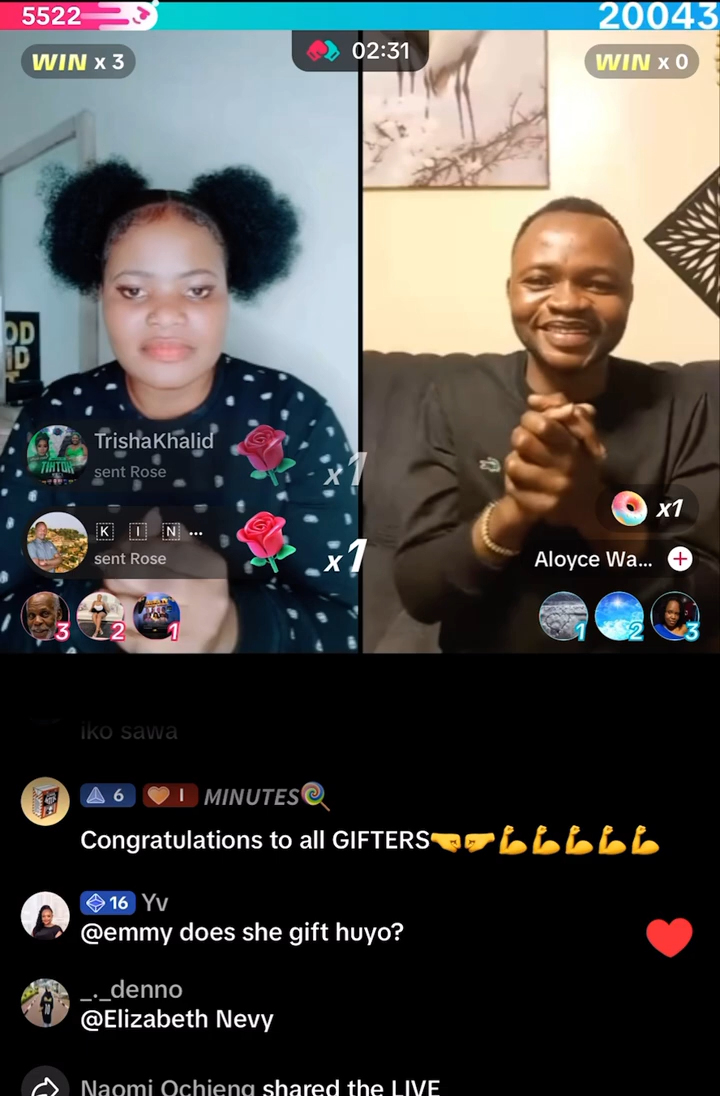 5522
20043
WIN x 3
02:31
WIN x 0
OD
ID
TrishaKhalid
sent Rose
x1
TIKTOK
K I N ...
sent Rose
x1
x1
Aloyce Wa...
3
2
1
1
2
3
iko sawa
6
I
MINUTES🍭
Congratulations to all GIFTERS🤜🤛💪💪💪💪💪
16
Yv
@emmy does she gift huyo?
_._denno
@Elizabeth Nevy
Naomi Ochieng shared the LIVE